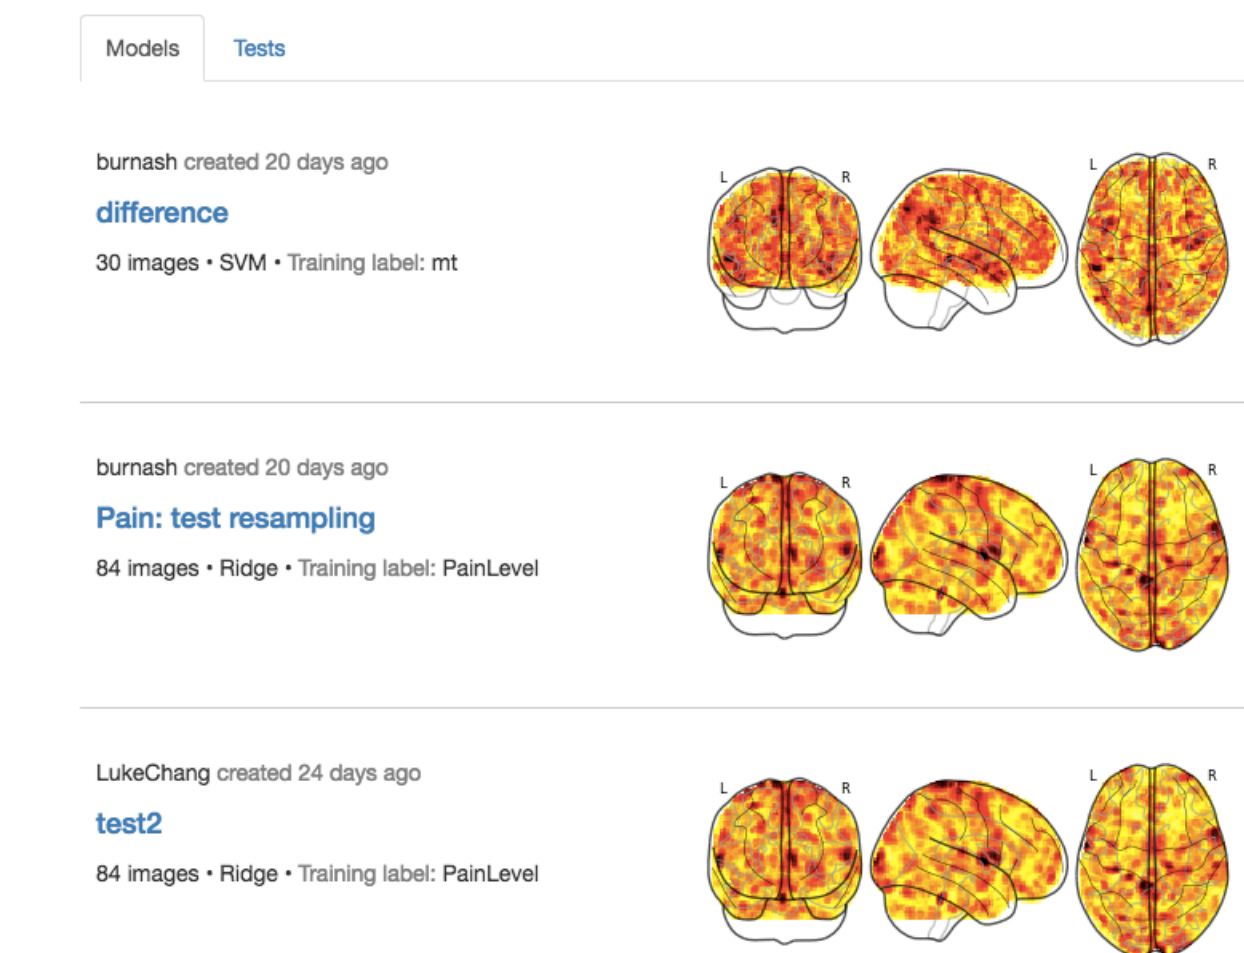 Models Tests
burnash created 20 days ago
L R L R
difference
30 images • SVM • Training label: mt
burnash created 20 days ago
L R L R
Pain: test resampling
84 images • Ridge • Training label: PainLevel
LukeChang created 24 days ago
L R L R
test2
84 images • Ridge • Training label: PainLevel